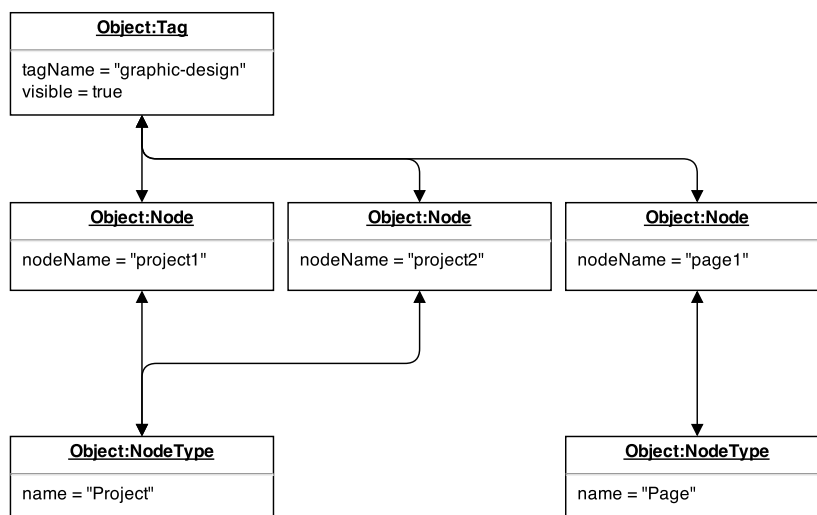 Object:Tag
tagName = "graphic-design"
visible = true
Object:Node
nodeName = "project1"
Object:Node
nodeName = "project2"
Object:Node
nodeName = "page1"
Object:NodeType
name = "Project"
Object:NodeType
name = "Page"